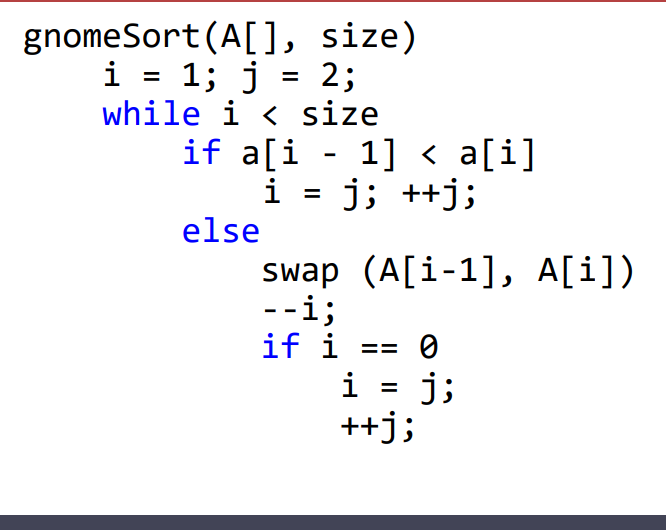 gnomeSort(A[], size)
i = 1; j = 2;
while i < size
if a[i - 1] < a[i]
i = j; ++j;
else
swap (A[i-1], A[i])
--i;
if i == 0
i = j;
++j;